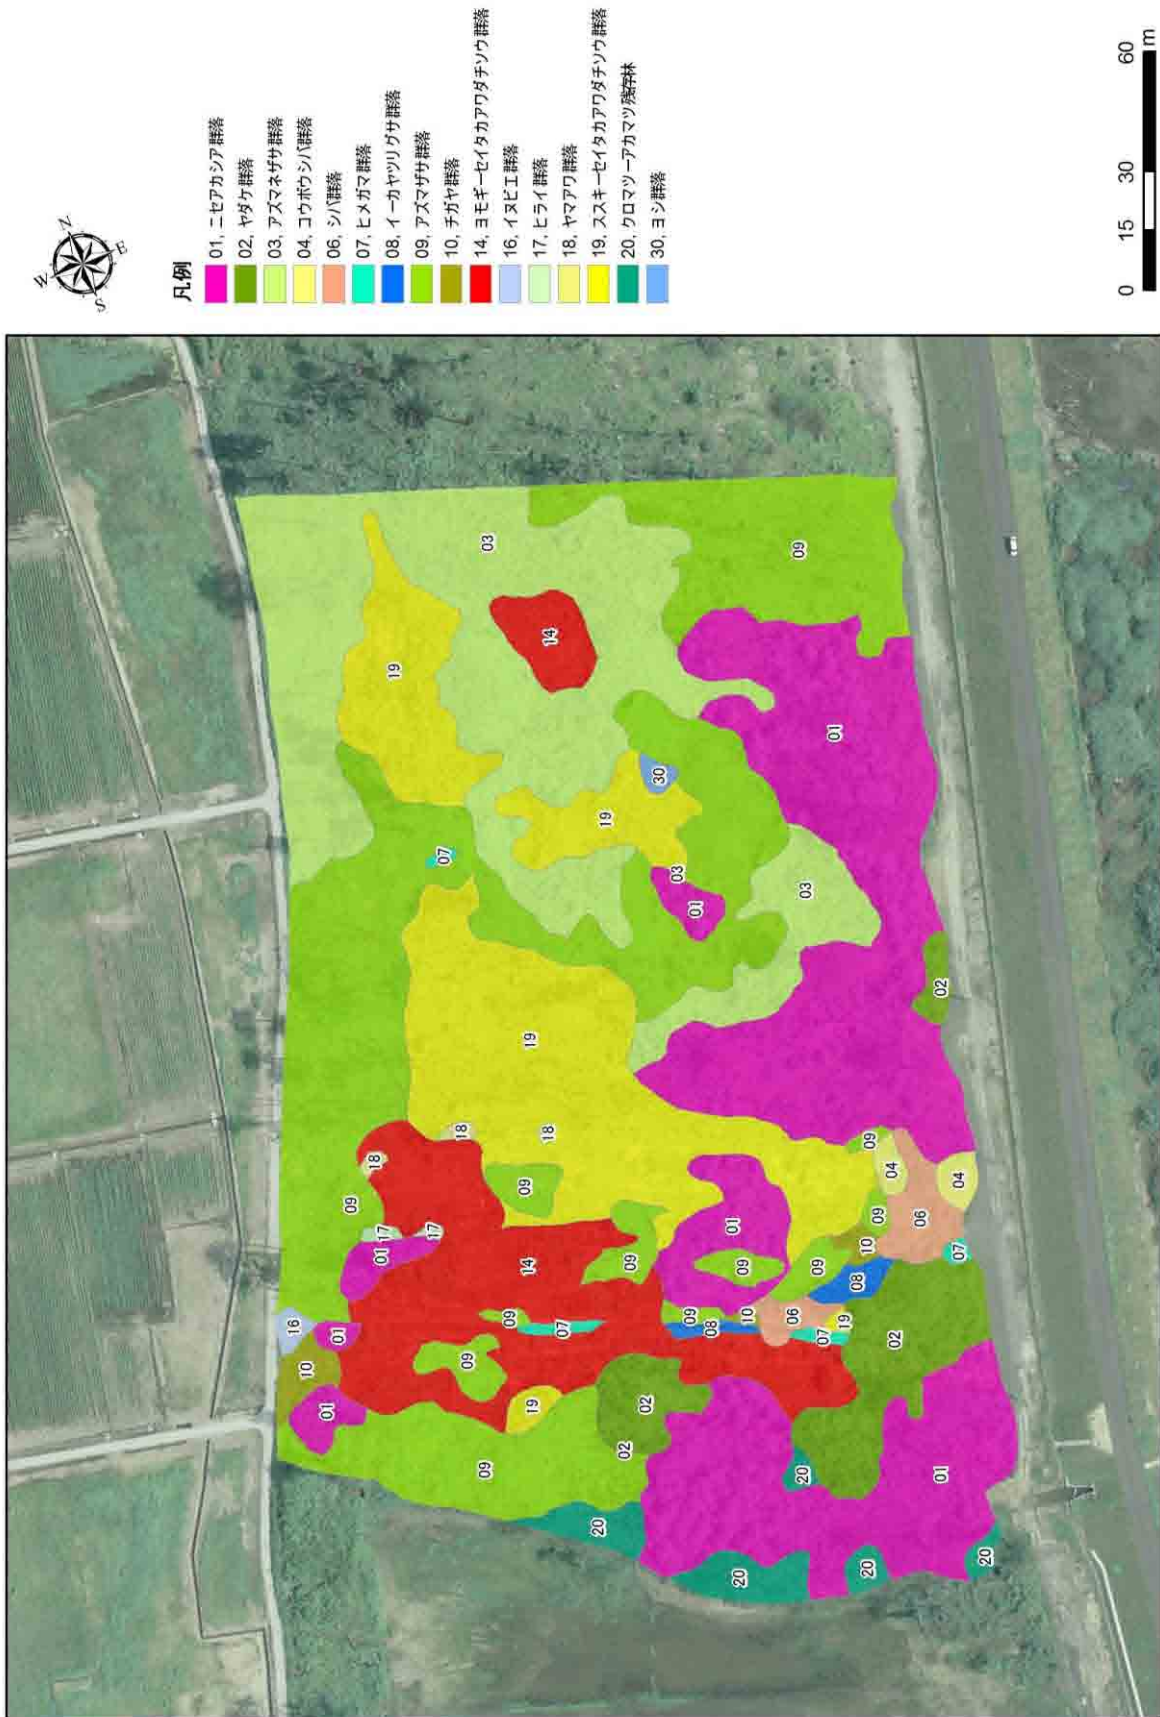 N
E
S
W
凡例
01, ニセアカシア群落
02, ヤダケ群落
03, アズマネザサ群落
04, コウボウシバ群落
06, シバ群落
07, ヒメガマ群落
08, イーカヤツリグサ群落
09, アズマザサ群落
10, チガヤ群落
14, ヨモギーセイタカアワダチソウ群落
16, イヌビエ群落
17, ヒライ群落
18, ヤマアワ群落
19, ススキーセイタカアワダチソウ群落
20, クロマツーアカマツ残存林
30, ヨシ群落
0 15 30 60
m
01
10
16
01
01
17
17
09
18
18
09
20
09
19
09
07
14
09
09
18
19
07
19
03
14
02
02
09
08
09
10
01
09
01
03
19
30
20
20
20
20
01
02
07
19
06
09
08
10
09
09
04
06
07
04
02
03
01
09